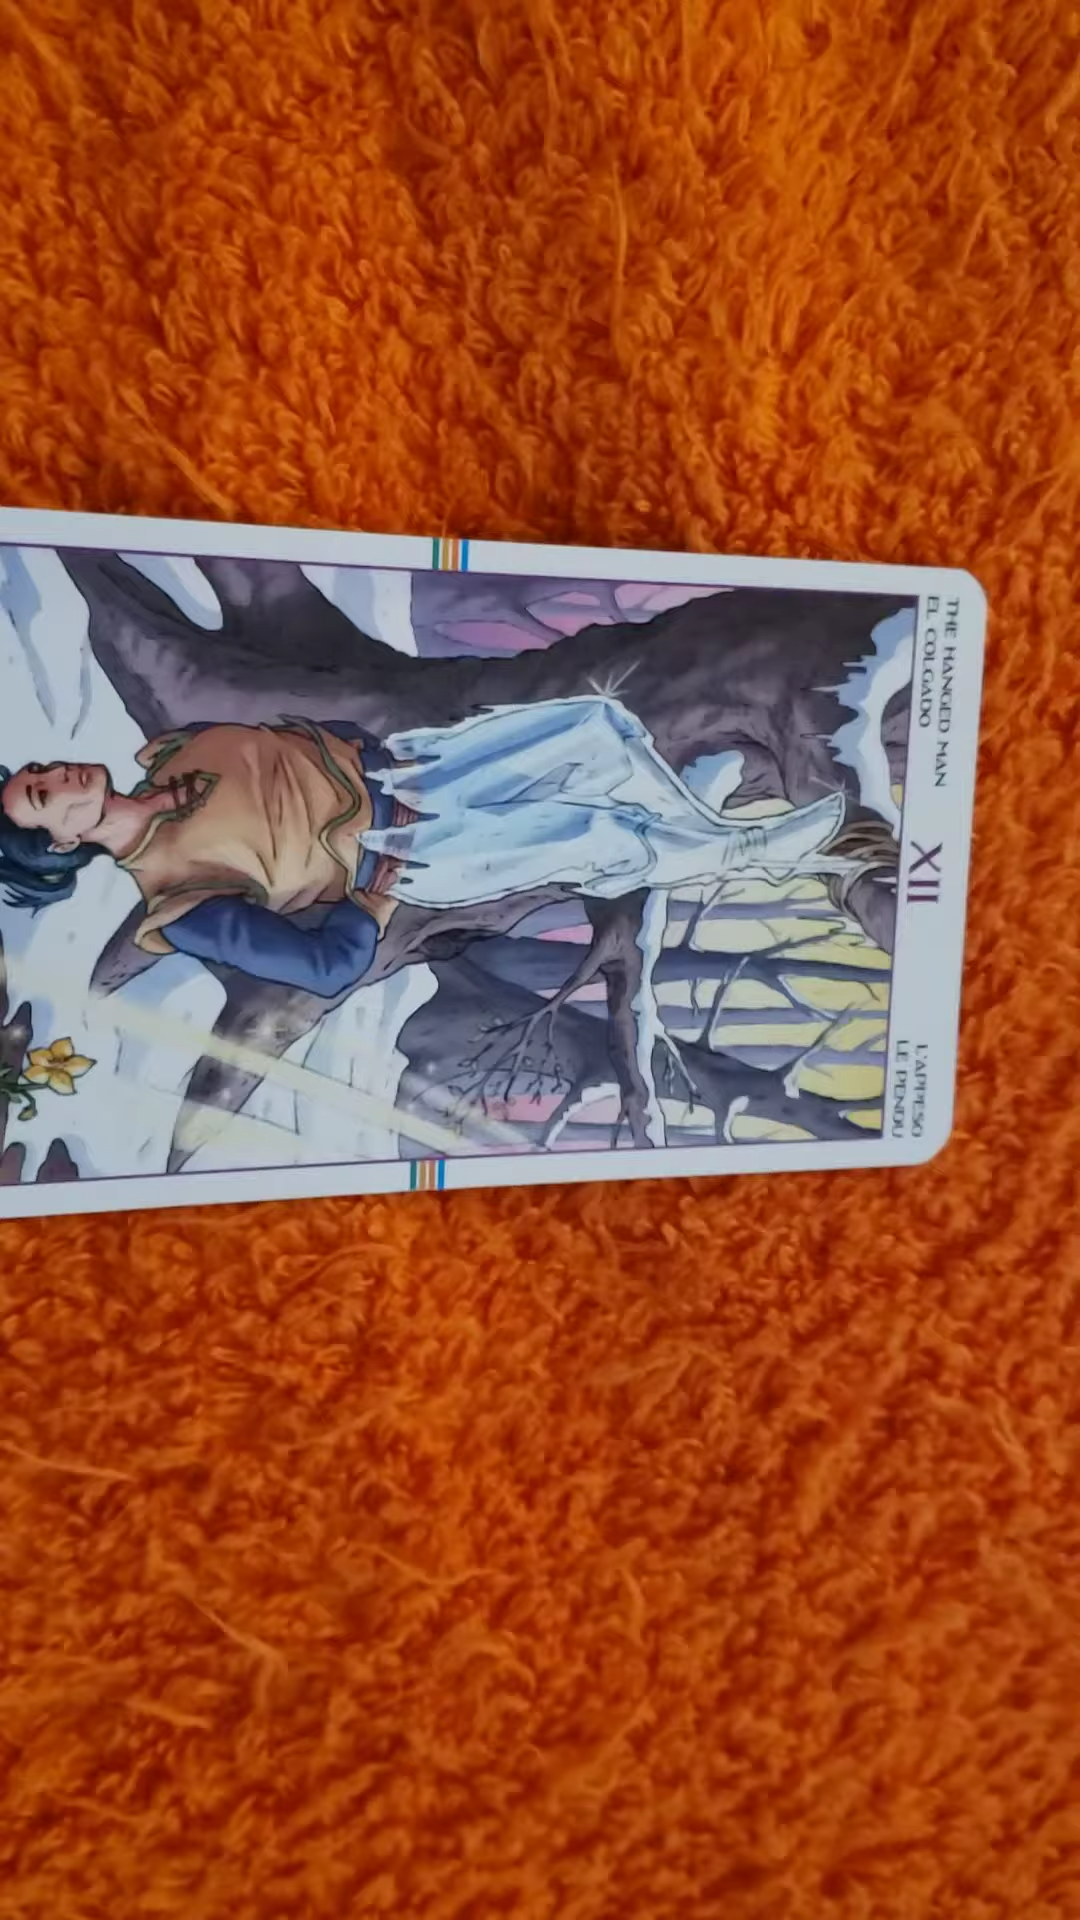 THE HANGED MAN
EL COLGADO
XII
L'APPESO
LE PENDU